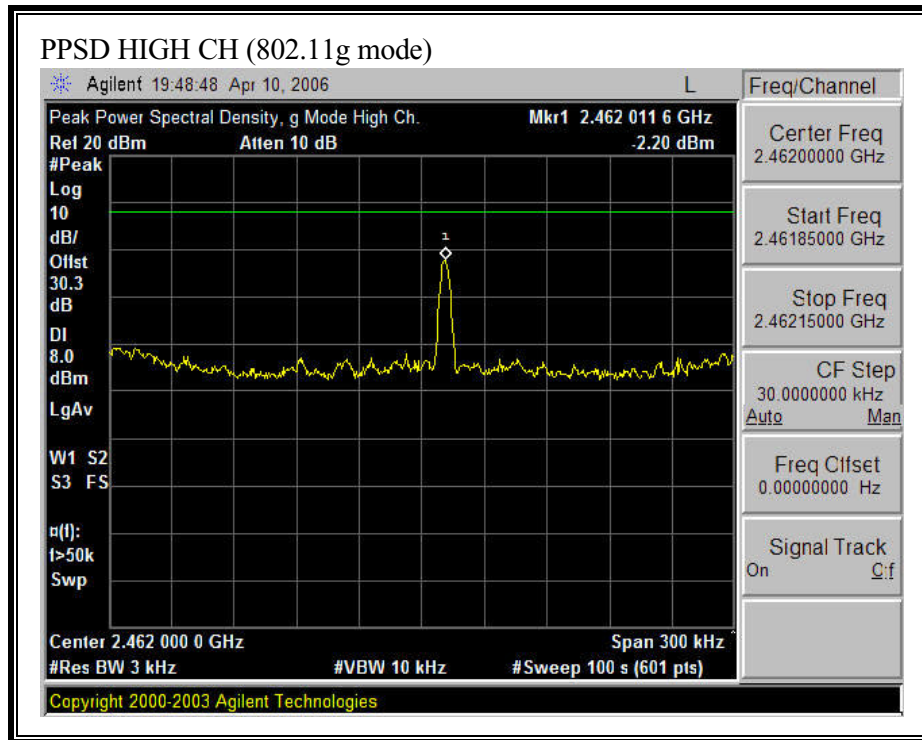 PPSD HIGH CH (802.11g mode)
Agilent 19:48:48 Apr 10, 2006 L
Peak Power Spectral Density, g Mode High Ch. Mkr1 2.462 011 6 GHz
Ref 20 dBm Atten 10 dB -2.20 dBm
#Peak
Log
10
dB/
Offst
30.3
dB
DI
8.0
dBm
LgAv
W1 S2
S3 FS
¤(f):
f>50k
Swp
1
Center 2.462 000 0 GHz Span 300 kHz
#Res BW 3 kHz #VBW 10 kHz #Sweep 100 s (601 pts)
Copyright 2000-2003 Agilent Technologies
Freq/Channel
Center Freq
2.46200000 GHz
Start Freq
2.46185000 GHz
Stop Freq
2.46215000 GHz
CF Step
30.0000000 kHz
Auto Man
Freq Offset
0.00000000 Hz
Signal Track
On Off